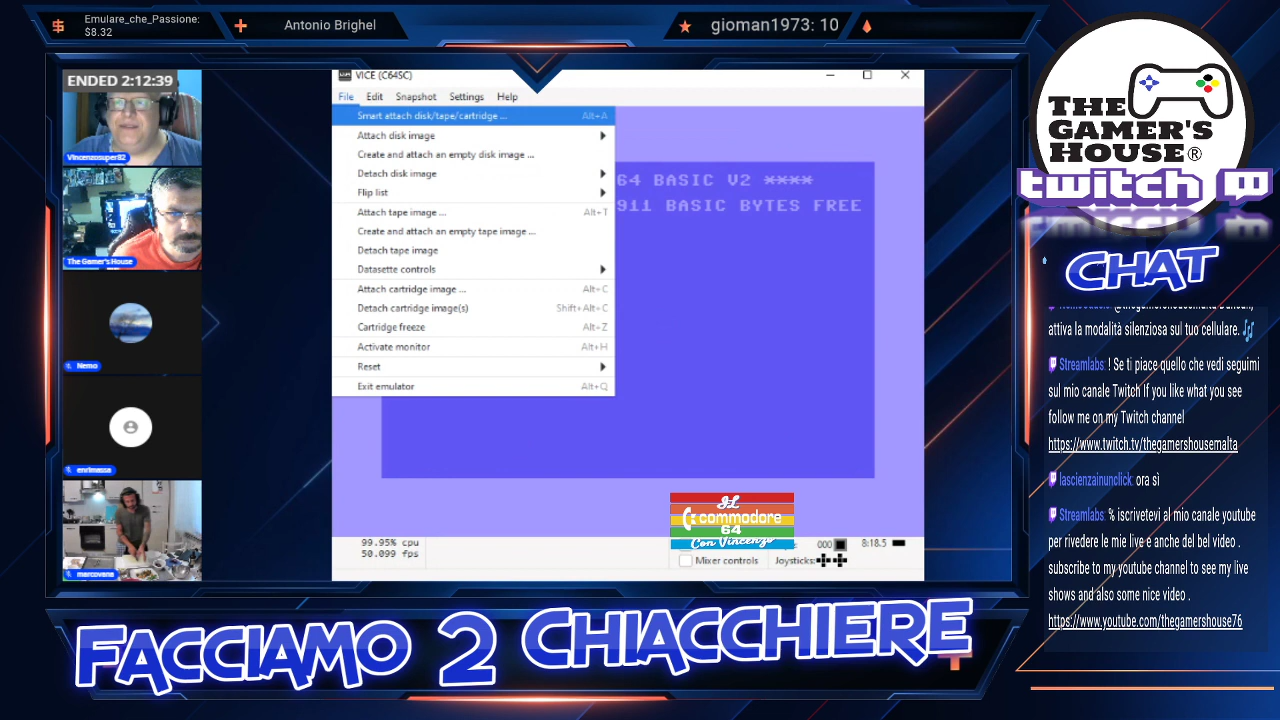 Emulare_che_Passione:
$8.32
Antonio Brighel
gioman1973: 10
ENDED 2:12:39
Vincenzosuper82
The Gamer's House
Nemo
enrimassa
marcovana
VICE (C64SC)
File Edit Snapshot Settings Help
Smart attach disk/tape/cartridge ... Alt+A
Attach disk image
Create and attach an empty disk image ...
Detach disk image
Flip list
Attach tape image ... Alt+T
Create and attach an empty tape image ...
Detach tape image
Datasette controls
Attach cartridge image ... Alt+C
Detach cartridge image(s) Shift+Alt+C
Cartridge freeze Alt+Z
Activate monitor Alt+H
Reset
Exit emulator Alt+Q
64 BASIC V2 ****
911 BASIC BYTES FREE
IL
commodore
64
Con Vincenzo
99.95% cpu
50.099 fps
000
8:18.5
Mixer controls
Joysticks:
THE
GAMER'S
HOUSE®
twitch
CHAT
attiva la modalità silenziosa sul tuo cellulare.
Streamlabs: ! Se ti piace quello che vedi seguimi
sul mio canale Twitch If you like what you see
follow me on my Twitch channel
https://www.twitch.tv/thegamershousemalta
lascienzainunclick: ora sì
Streamlabs: % iscrivetevi al mio canale youtube
per rivedere le mie live e anche del bel video .
subscribe to my youtube channel to see my live
shows and also some nice video .
https://www.youtube.com/thegamershouse76
FACCIAMO 2 CHIACCHIERE